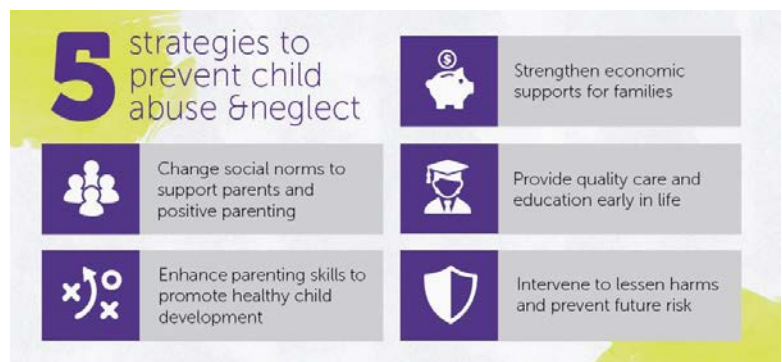 5 strategies to
prevent child
abuse &neglect
Strengthen economic
supports for families
Change social norms to
support parents and
positive parenting
Provide quality care and
education early in life
Enhance parenting skills to
promote healthy child
development
Intervene to lessen harms
and prevent future risk